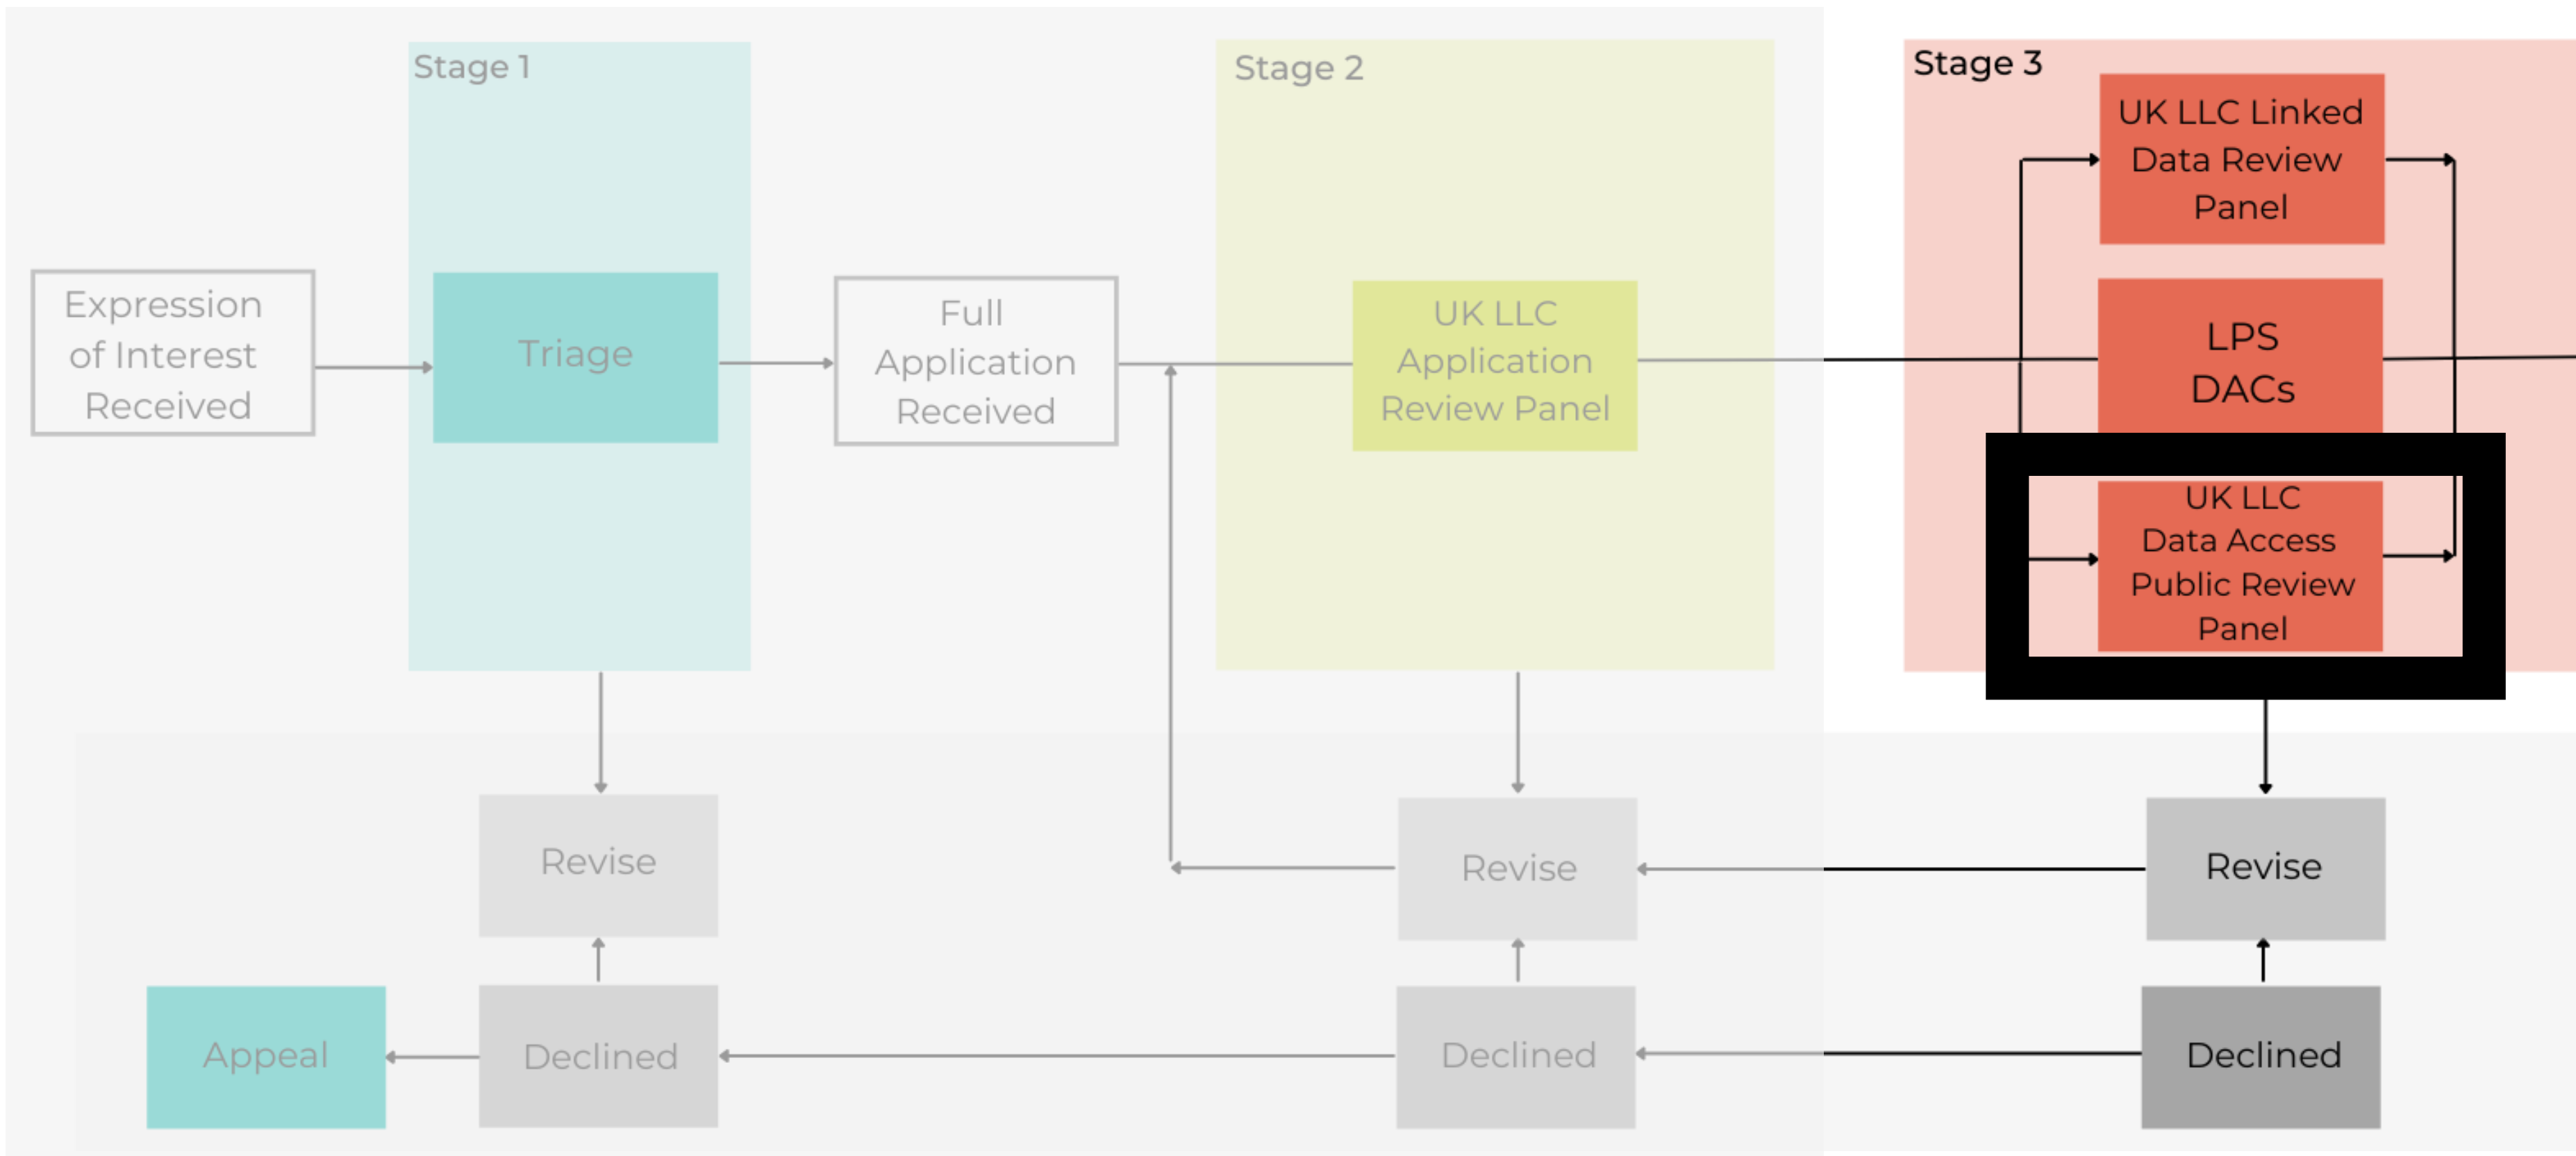 Stage 1
Stage 2
Stage 3
Expression
of Interest
Received
Triage
Full
Application
Received
UK LLC
Application
Review Panel
UK LLC Linked
Data Review
Panel
LPS
DACs
UK LLC
Data Access
Public Review
Panel
Revise
Revise
Revise
Appeal
Declined
Declined
Declined